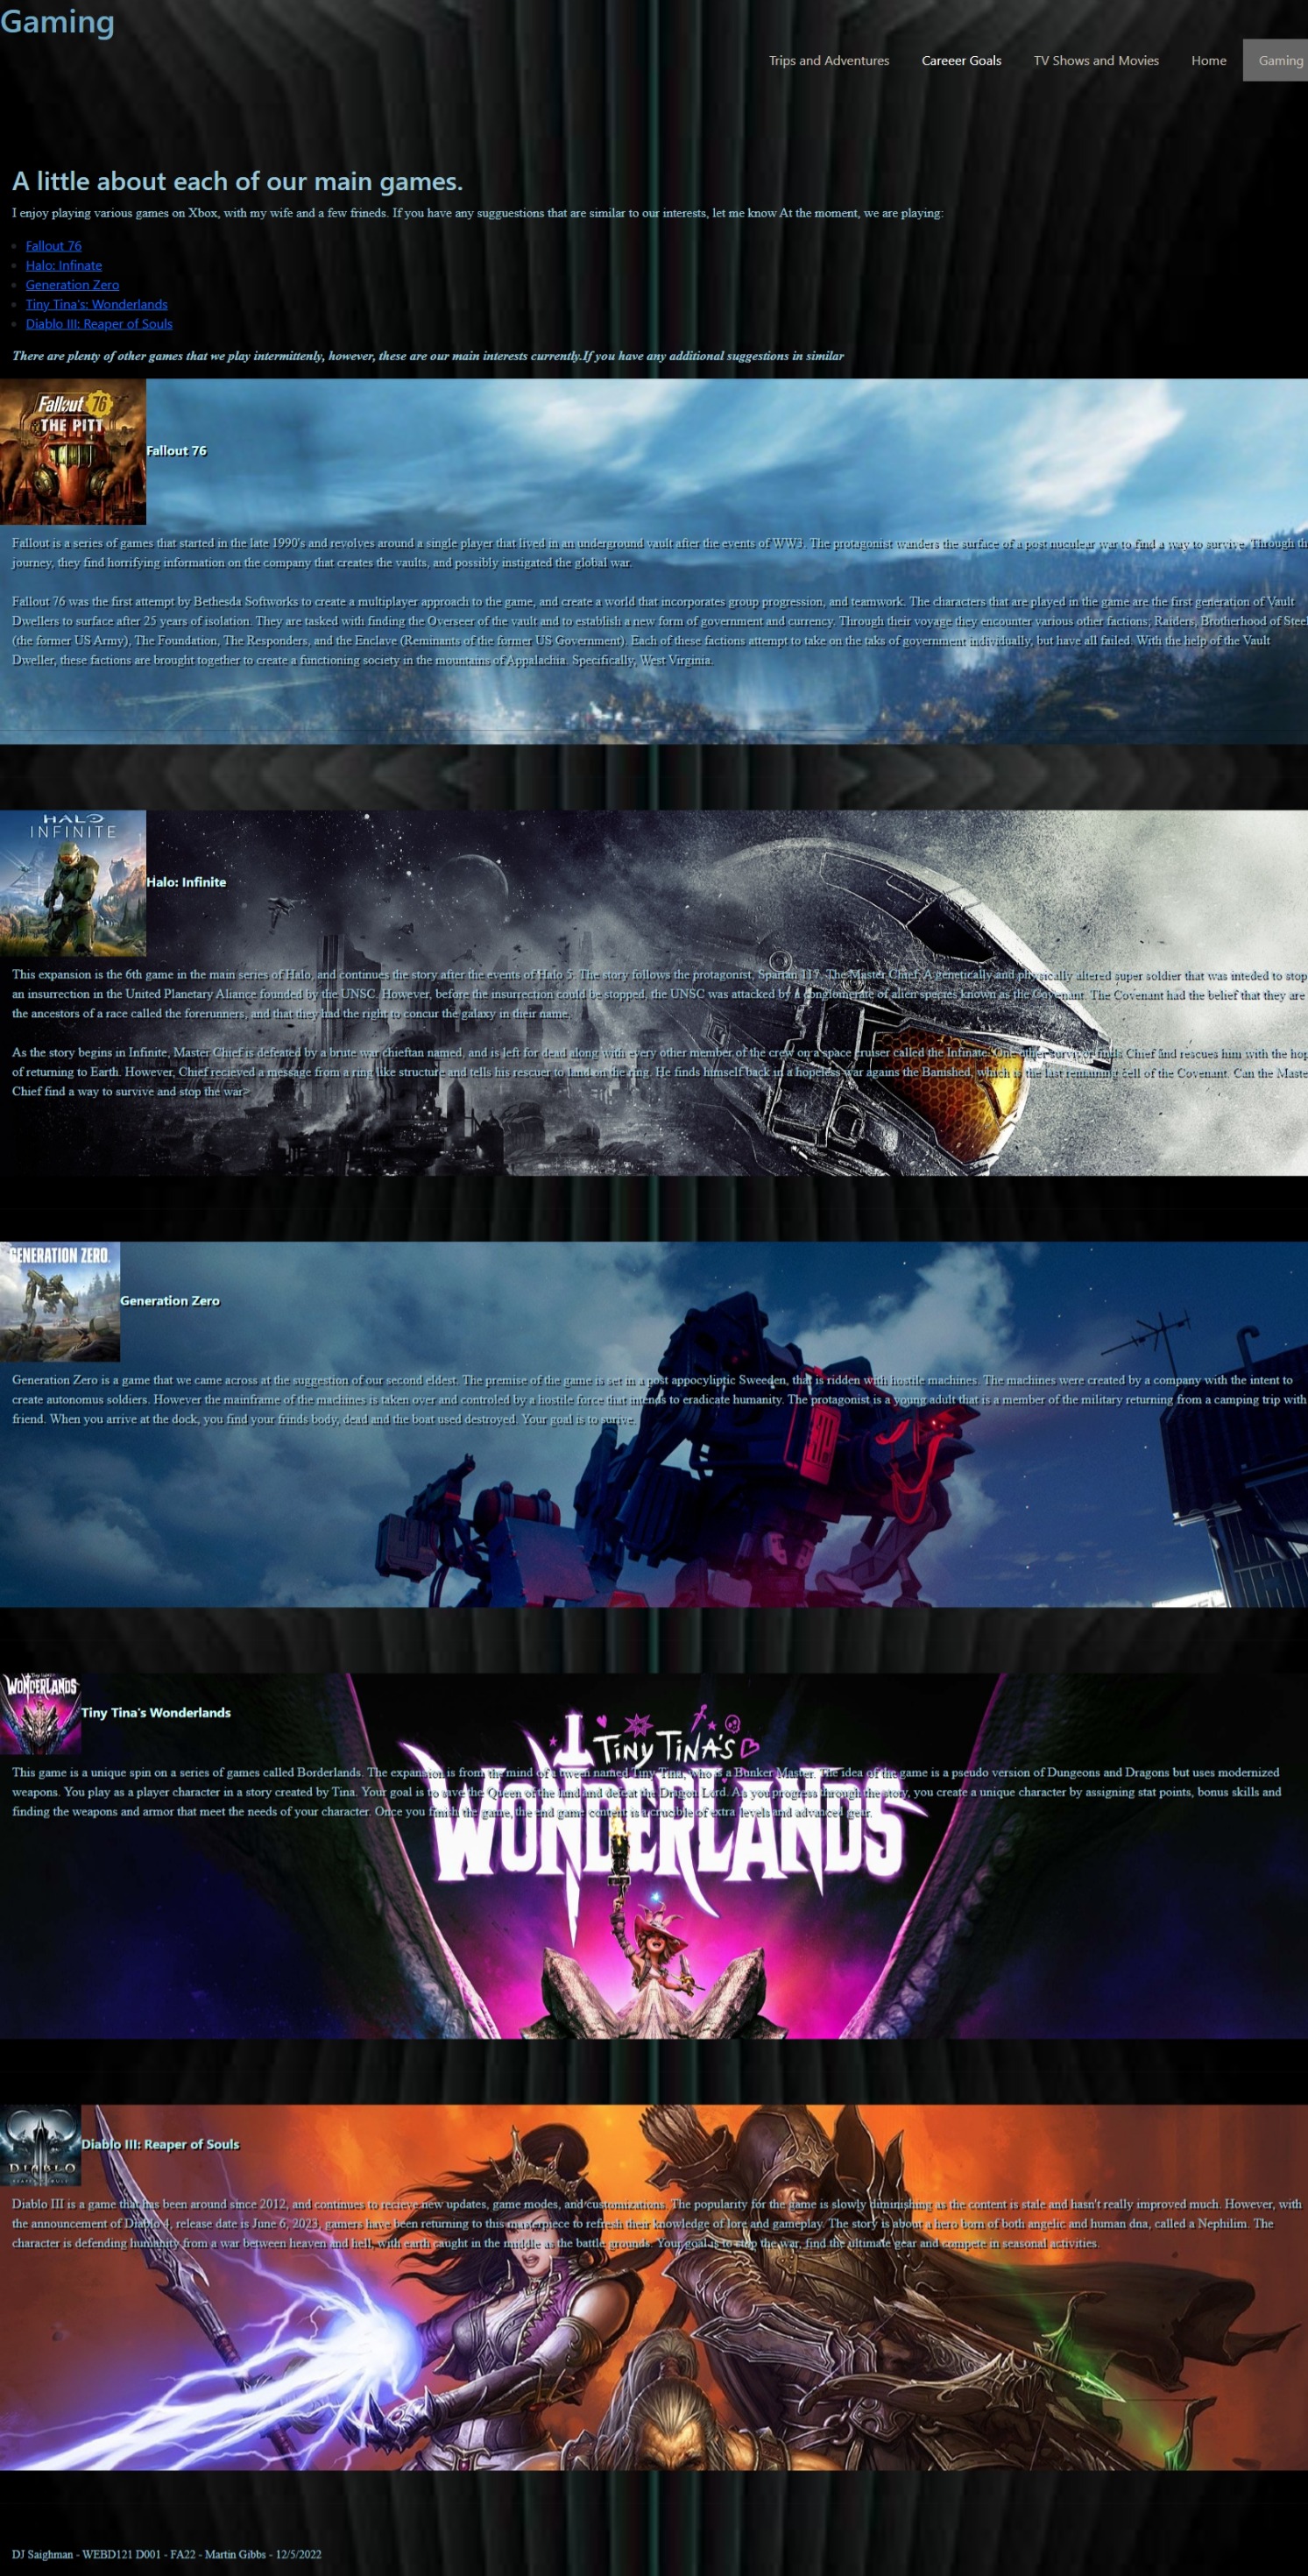 Gaming
Trips and Adventures Careeer Goals TV Shows and Movies Home Gaming
A little about each of our main games.
I enjoy playing various games on Xbox, with my wife and a few frineds. If you have any sugguestions that are similar to our interests, let me know At the moment, we are playing:
Fallout 76
Halo: Infinate
Generation Zero
Tiny Tina's: Wonderlands
Diablo III: Reaper of Souls
There are plenty of other games that we play intermittenly, however, these are our main interests currently.If you have any additional suggestions in similar
Fallout 76
THE PITT
Fallout 76
Fallout is a series of games that started in the late 1990's and revolves around a single player that lived in an underground vault after the events of WW3. The protagonist wanders the surface of a post nuculear war to find a way to survive. Through th
journey, they find horrifying information on the company that creates the vaults, and possibly instigated the global war.
Fallout 76 was the first attempt by Bethesda Softworks to create a multiplayer approach to the game, and create a world that incorporates group progression, and teamwork. The characters that are played in the game are the first generation of Vault
Dwellers to surface after 25 years of isolation. They are tasked with finding the Overseer of the vault and to establish a new form of government and currency. Through their voyage they encounter various other factions; Raiders, Brotherhood of Steel
(the former US Army), The Foundation, The Responders, and the Enclave (Reminants of the former US Government). Each of these factions attempt to take on the taks of government individually, but have all failed. With the help of the Vault
Dweller, these factions are brought together to create a functioning society in the mountains of Appalachia. Specifically, West Virginia.
HALO
INFINITE
Halo: Infinite
This expansion is the 6th game in the main series of Halo, and continues the story after the events of Halo 5. The story follows the protagonist, Spartan 117, The Master Chief. A genetically and physically altered super soldier that was inteded to stop
an insurrection in the United Planetary Aliance founded by the UNSC. However, before the insurrection could be stopped, the UNSC was attacked by a conglomerate of alien species known as the Covenant. The Covenant had the belief that they are
the ancestors of a race called the forerunners, and that they had the right to concur the galaxy in their name.
As the story begins in Infinite, Master Chief is defeated by a brute war chieftan named, and is left for dead along with every other member of the crew on a space cruiser called the Infinate. One other survivor finds Chief and rescues him with the hop
of returning to Earth. However, Chief recieved a message from a ring like structure and tells his rescuer to land on the ring. He finds himself back in a hopeless war agains the Banished, which is the last remaining cell of the Covenant. Can the Maste
Chief find a way to survive and stop the war>
GENERATION ZERO
Generation Zero
Generation Zero is a game that we came across at the suggestion of our second eldest. The premise of the game is set in a post appocyliptic Sweeden, that is ridden with hostile machines. The machines were created by a company with the intent to
create autonomus soldiers. However the mainframe of the machines is taken over and controled by a hostile force that intends to eradicate humanity. The protagonist is a young adult that is a member of the military returning from a camping trip with
friend. When you arrive at the dock, you find your frinds body, dead and the boat used destroyed. Your goal is to surive.
WONDERLANDS
Tiny Tina's Wonderlands
TINY TINA'S
This game is a unique spin on a series of games called Borderlands. The expansion is from the mind of a tween named Tiny Tina, who is a Bunker Master. The idea of the game is a pseudo version of Dungeons and Dragons but uses modernized
weapons. You play as a player character in a story created by Tina. Your goal is to save the Queen of the land and defeat the Dragon Lord. As you progress through the story, you create a unique character by assigning stat points, bonus skills and
finding the weapons and armor that meet the needs of your character. Once you finish the game, the end game content is a crucible of extra levels and advanced gear.
WONDERLANDS
DIABLO
Diablo III: Reaper of Souls
Diablo III is a game that has been around since 2012, and continues to recieve new updates, game modes, and customizations. The popularity for the game is slowly diminishing as the content is stale and hasn't really improved much. However, with
the announcement of Diablo 4, release date is June 6, 2023, gamers have been returning to this masterpiece to refresh their knowledge of lore and gameplay. The story is about a hero born of both angelic and human dna, called a Nephilim. The
character is defending humanity from a war between heaven and hell, with earth caught in the middle as the battle grounds. Your goal is to stop the war, find the ultimate gear and compete in seasonal activities.
DJ Saighman - WEBD121 D001 - FA22 - Martin Gibbs - 12/5/2022